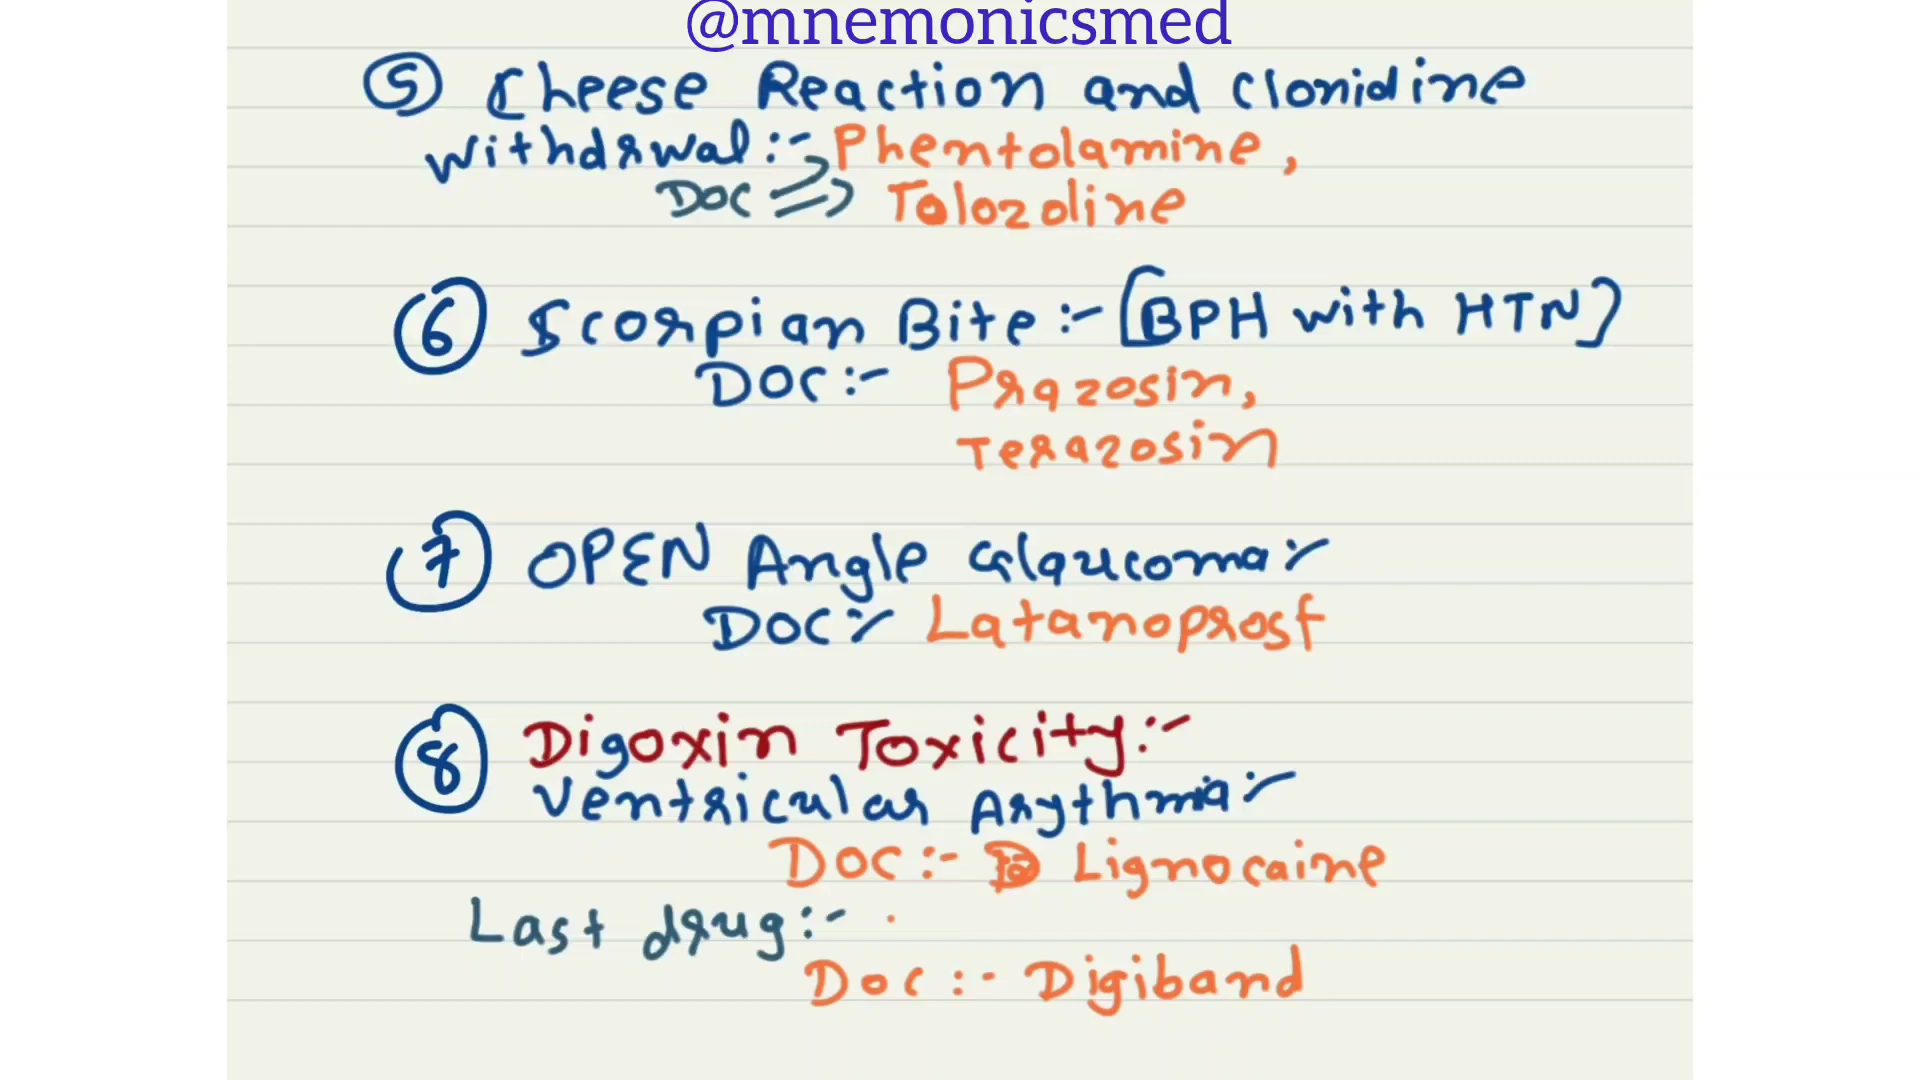 @mnemonicsmed
5 Cheese Reaction and Clonidine
withdrwal :- Phentolamine,
DOC => Tolozoline
6 Scorpian Bite :- [BPH with HTN]
DOC :- Prazosin,
Terazosin
7 OPEN Angle Glaucoma :-
DOC :- Latanoprost
8 Digoxin Toxicity :-
Ventricular Arythmia :-
DOC :- Lignocaine
Last drug :-
Doc :- Digiband